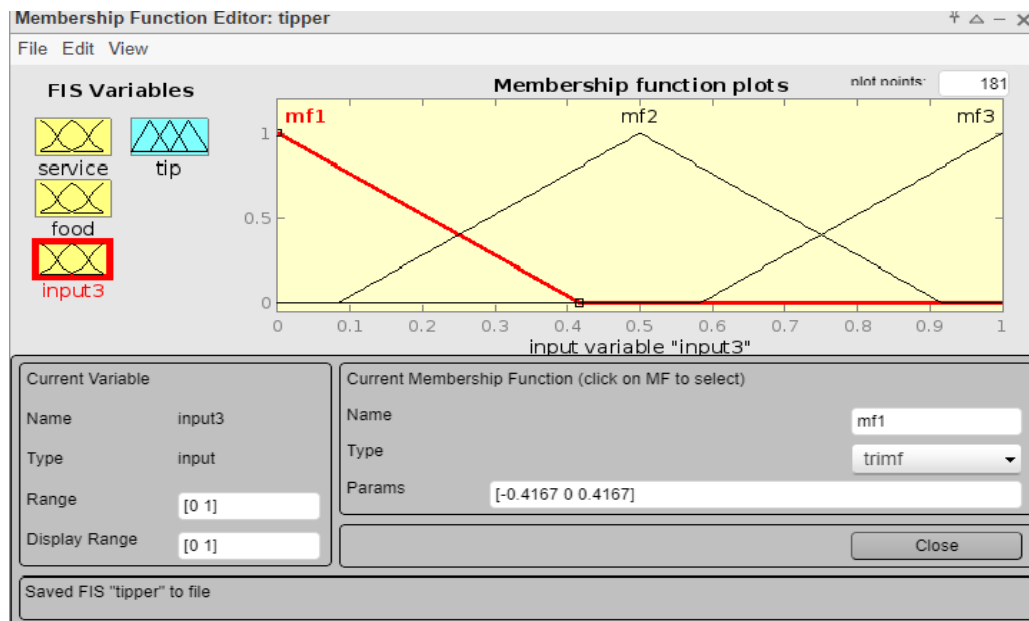 Membership Function Editor: tipper
File Edit View
FIS Variables
service
tip
food
input3
Membership function plots
plot points:
181
mf1
mf2
mf3
1
0.5
0
0 0.1 0.2 0.3 0.4 0.5 0.6 0.7 0.8 0.9 1
input variable "input3"
Current Variable
Name input3
Type input
Range [0 1]
Display Range [0 1]
Current Membership Function (click on MF to select)
Name mf1
Type trimf
Params [-0.4167 0 0.4167]
Close
Saved FIS "tipper" to file